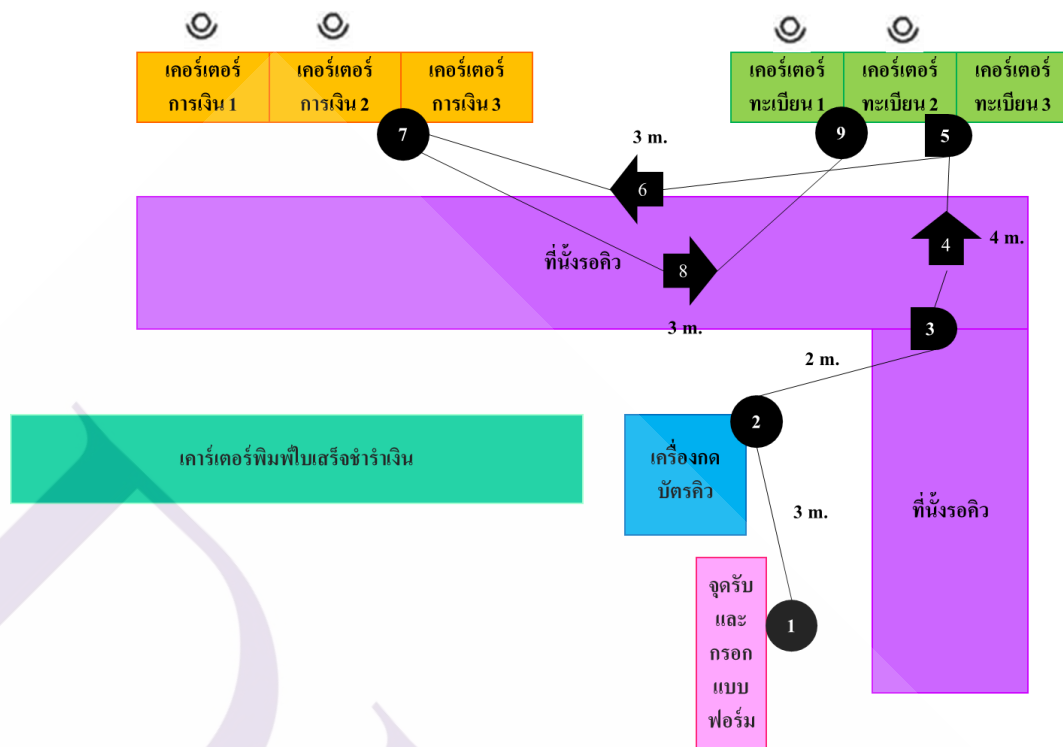 เคอร์เตอร์
การเงิน 1
เคอร์เตอร์
การเงิน 2
เคอร์เตอร์
การเงิน 3
เคอร์เตอร์
ทะเบียน 1
เคอร์เตอร์
ทะเบียน 2
เคอร์เตอร์
ทะเบียน 3
7
3 m.
9
5
6
4
4 m.
ที่นั่งรอคิว
8
3 m.
3
2 m.
2
เคาร์เตอร์พิมพ์ใบเสร็จชำรำเงิน
เครื่องกด
บัตรคิว
3 m.
ที่นั่งรอคิว
จุดรับ
และ
กรอก
แบบ
ฟอร์ม
1